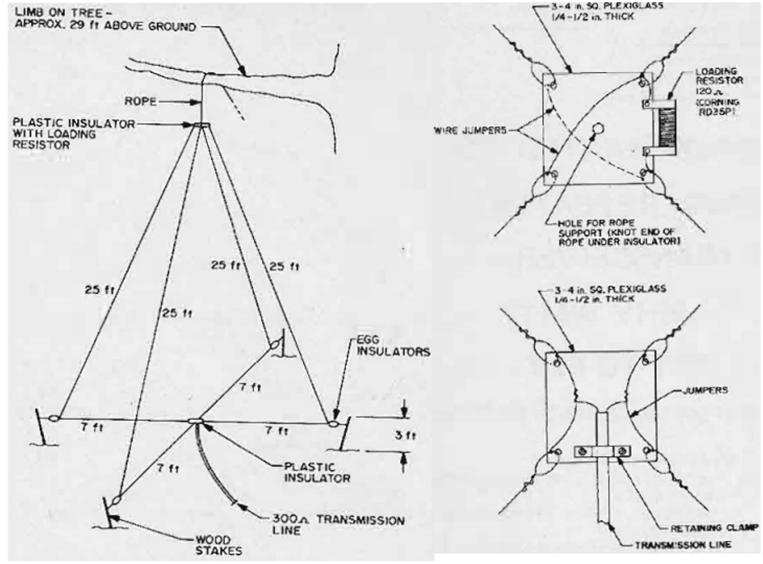 LIMB ON TREE-
APPROX. 29 ft ABOVE GROUND
ROPE
PLASTIC INSULATOR
WITH LOADING
RESISTOR
25 ft
25 ft
25 ft
25 ft
EGG
INSULATORS
7 ft
7 ft
7 ft
7 ft
3 ft
PLASTIC
INSULATOR
300Ω TRANSMISSION
LINE
WOOD
STAKES
3-4 in. SQ. PLEXIGLASS
1/4-1/2 in. THICK
LOADING
RESISTOR
120Ω
(CORNING
RD35P)
WIRE JUMPERS
HOLE FOR ROPE
SUPPORT (KNOT END OF
ROPE UNDER INSULATOR)
3-4 in. SQ. PLEXIGLASS
1/4-1/2 in. THICK
JUMPERS
RETAINING CLAMP
TRANSMISSION LINE